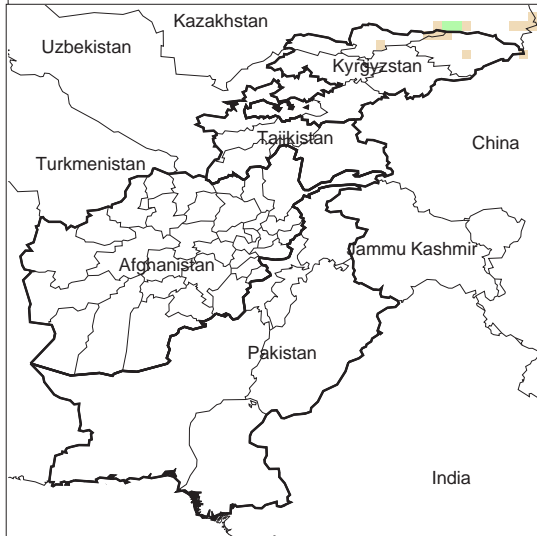 Kazakhstan
Uzbekistan
Kyrgyzstan
Tajikistan
China
Turkmenistan
Jammu Kashmir
Afghanistan
Pakistan
India